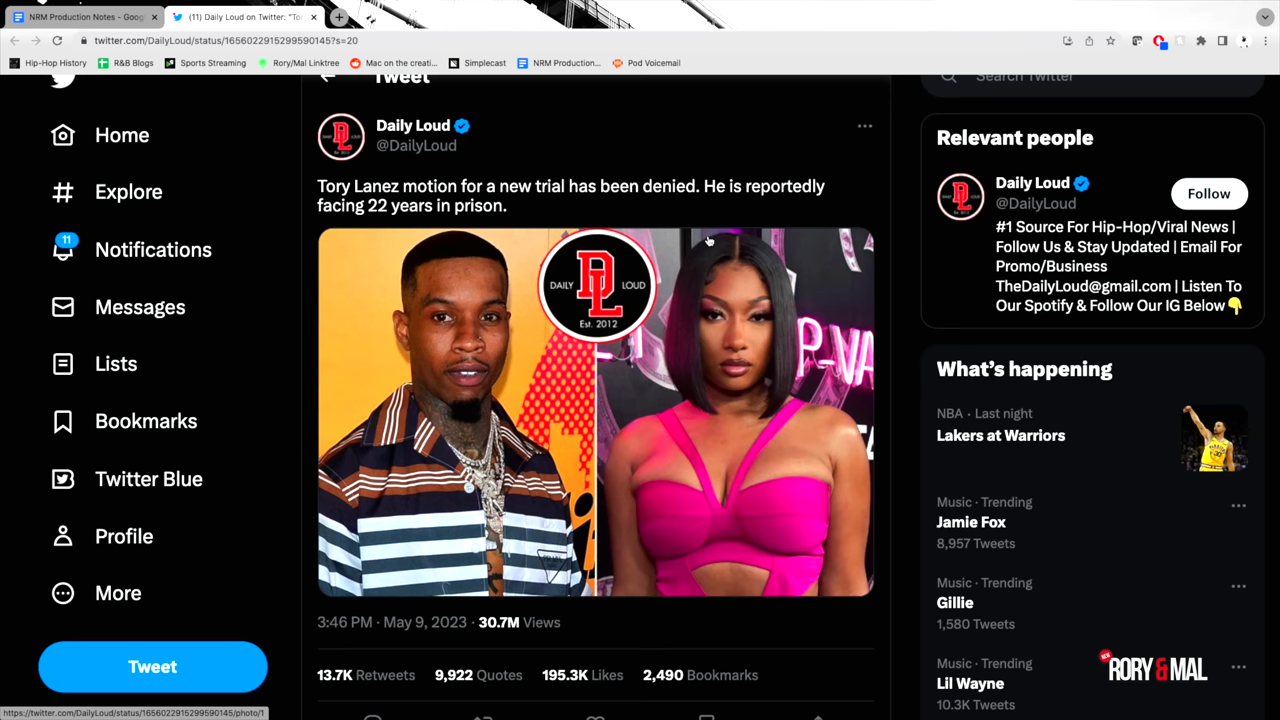 NRM Production Notes - Goog
(11) Daily Loud on Twitter: "To
twitter.com/DailyLoud/status/1656022915299590145?s=20
Hip-Hop History
R&B Blogs
Sports Streaming
Rory/Mal Linktree
Mac on the creati...
Simplecast
NRM Production...
Pod Voicemail
Tweet
Search Twitter
Home
Explore
11
Notifications
Messages
Lists
Bookmarks
Twitter Blue
Profile
More
Tweet
Daily Loud
@DailyLoud
Tory Lanez motion for a new trial has been denied. He is reportedly
facing 22 years in prison.
DAILY DL LOUD
Est. 2012
3:46 PM · May 9, 2023 · 30.7M Views
13.7K Retweets 9,922 Quotes 195.3K Likes 2,490 Bookmarks
Relevant people
Daily Loud
@DailyLoud
Follow
#1 Source For Hip-Hop/Viral News |
Follow Us & Stay Updated | Email For
Promo/Business
TheDailyLoud@gmail.com | Listen To
Our Spotify & Follow Our IG Below
What's happening
NBA · Last night
Lakers at Warriors
Music · Trending
Jamie Fox
8,957 Tweets
Music · Trending
Gillie
1,580 Tweets
Music · Trending
Lil Wayne
10.3K Tweets
NEW
RORY & MAL
https://twitter.com/DailyLoud/status/1656022915299590145/photo/1